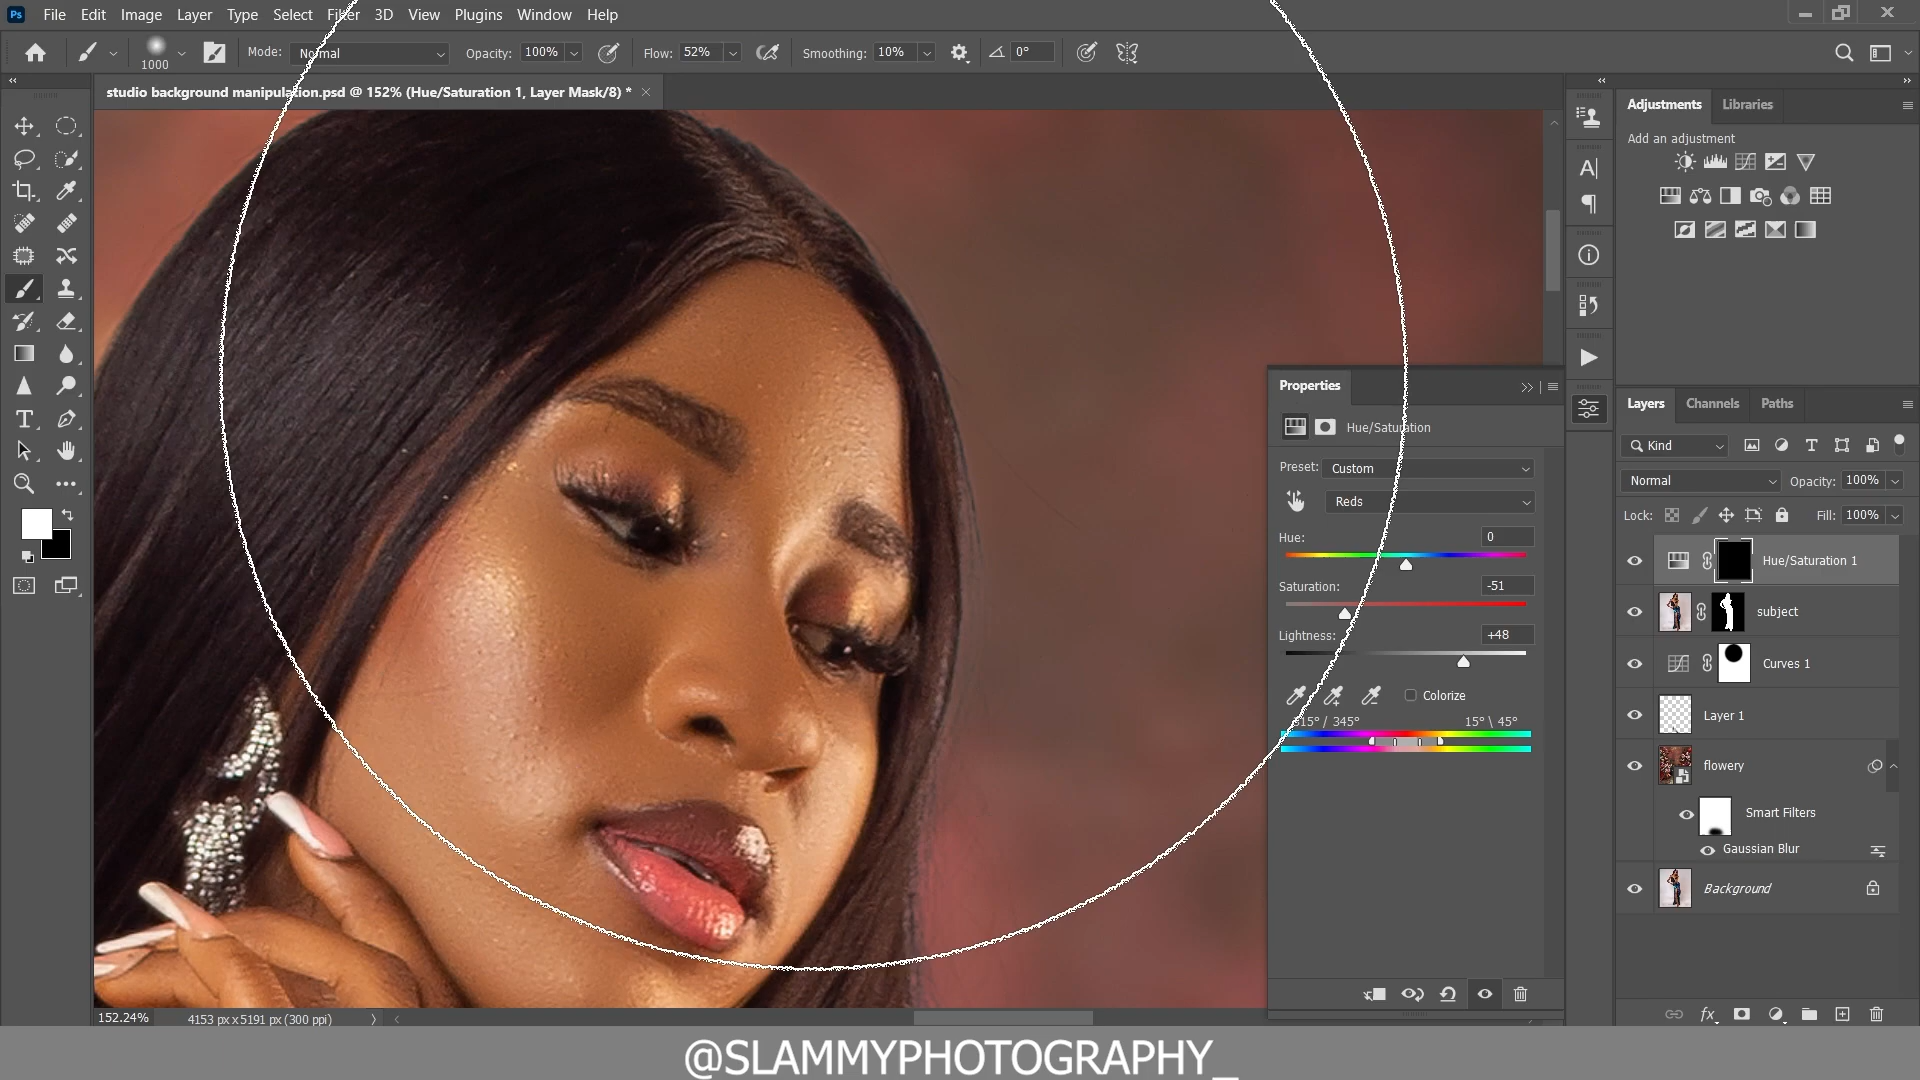 Ps File Edit Image Layer Type Select Filter 3D View Plugins Window Help
1000 Mode: Normal Opacity: 100% Flow: 52% Smoothing: 10% 0°
studio background manipulation.psd @ 152% (Hue/Saturation 1, Layer Mask/8) *
Adjustments Libraries
Add an adjustment
Properties
Hue/Saturation
Preset: Custom
Reds
Hue: 0
Saturation: -51
Lightness: +48
Colorize
315° / 345° 15° \ 45°
Layers Channels Paths
Kind
Normal Opacity: 100%
Lock: Fill: 100%
Hue/Saturation 1
subject
Curves 1
Layer 1
flowery
Smart Filters
Gaussian Blur
Background
fx
152.24% 4153 px x 5191 px (300 ppi)
@SLAMMYPHOTOGRAPHY_